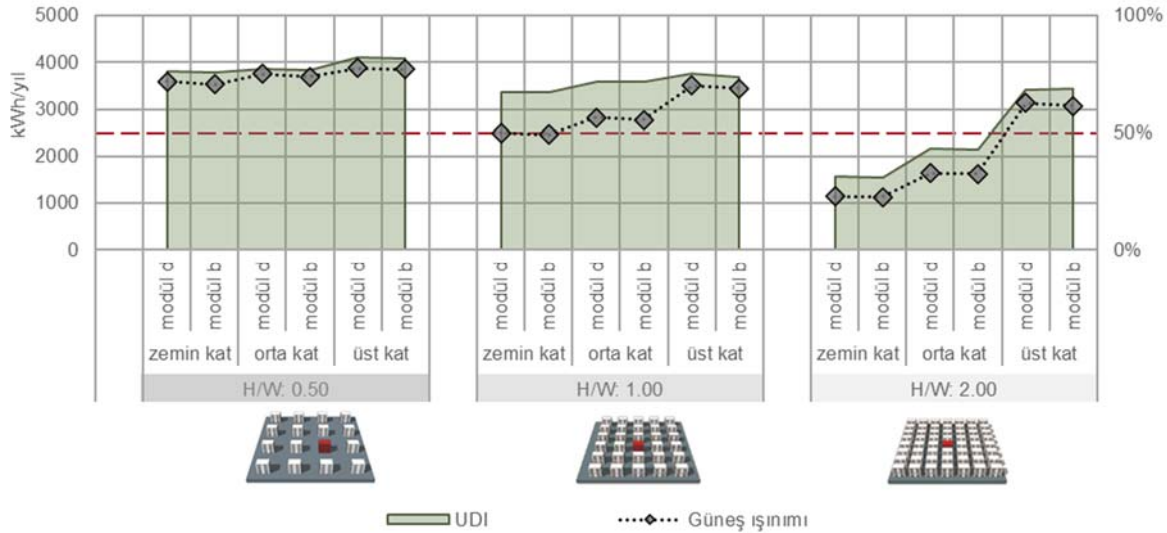 5000
4000
3000
2000
1000
0
kWh/yıl
100%
50%
0%
modül d
modül b
modül d
modül b
modül d
modül b
modül d
modül b
modül d
modül b
modül d
modül b
modül d
modül b
modül d
modül b
modül d
modül b
zemin kat orta kat üst kat zemin kat orta kat üst kat zemin kat orta kat üst kat
H/W: 0.50 H/W: 1.00 H/W: 2.00
UDI Güneş ışınımı